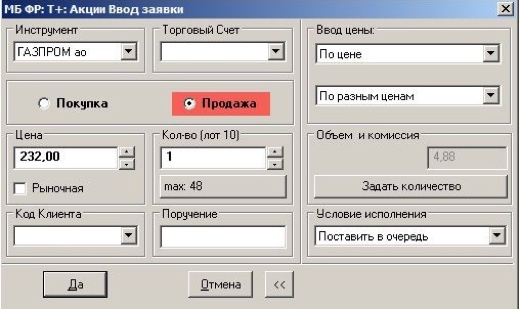 МБ ФР: Т+: Акции Ввод заявки
Инструмент
ГАЗПРОМ ао
Торговый Счет
Ввод цены:
По цене
По разным ценам
Покупка
Продажа
Цена
232,00
Рыночная
Кол-во (лот 10)
1
max: 48
Объем и комиссия
4,88
Задать количество
Код Клиента
Поручение
Условие исполнения
Поставить в очередь
Да
Отмена
<<